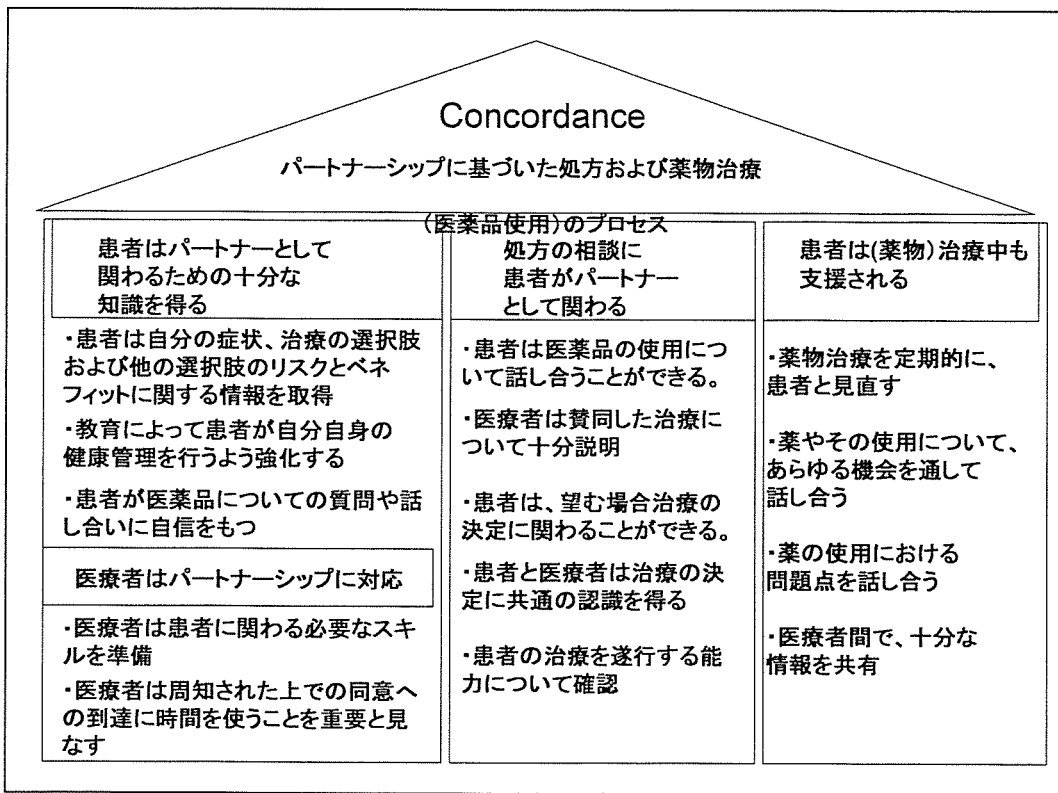 Concordance
パートナーシップに基づいた処方および薬物治療
(医薬品使用)のプロセス
患者はパートナーとして
関わるための十分な
知識を得る
・患者は自分の症状、治療の選択肢
および他の選択肢のリスクとベネ
フィットに関する情報を取得
・教育によって患者が自分自身の
健康管理を行うよう強化する
・患者が医薬品についての質問や話
し合いに自信をもつ
医療者はパートナーシップに対応
・医療者は患者に関わる必要なスキ
ルを準備
・医療者は周知された上での同意へ
の到達に時間を使うことを重要と見
なす
処方の相談に
患者がパートナー
として関わる
・患者は医薬品の使用につ
いて話し合うことができる。
・医療者は賛同した治療に
ついて十分説明
・患者は、望む場合治療の
決定に関わることができる。
・患者と医療者は治療の決
定に共通の認識を得る
・患者の治療を遂行する能
力について確認
患者は(薬物)治療中も
支援される
・薬物治療を定期的に、
患者と見直す
・薬やその使用について、
あらゆる機会を通して
話し合う
・薬の使用における
問題点を話し合う
・医療者間で、十分な
情報を共有